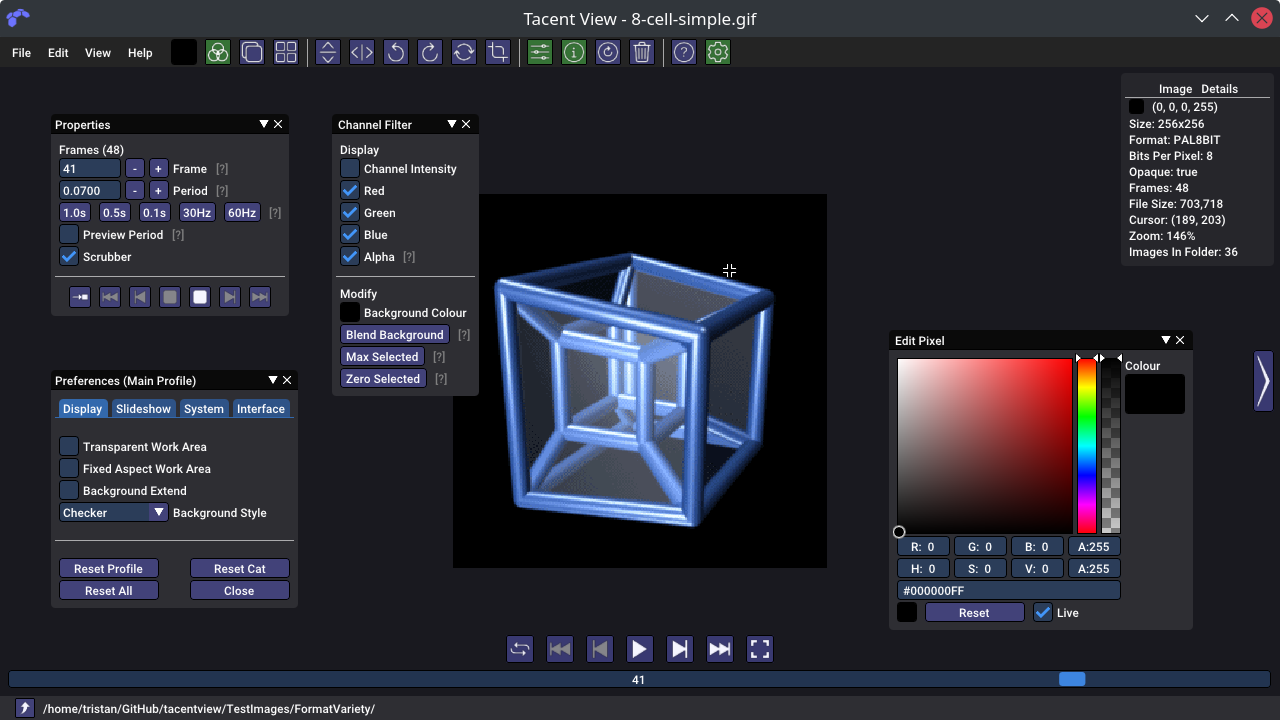 Tacent View - 8-cell-simple.gif
File Edit View Help
Image Details
(0, 0, 0, 255)
Size: 256x256
Format: PAL8BIT
Bits Per Pixel: 8
Opaque: true
Frames: 48
File Size: 703,718
Cursor: (189, 203)
Zoom: 146%
Images In Folder: 36
Properties
Frames (48)
41 - + Frame [?]
0.0700 - + Period [?]
1.0s 0.5s 0.1s 30Hz 60Hz [?]
Preview Period [?]
Scrubber
Channel Filter
Display
Channel Intensity
Red
Green
Blue
Alpha [?]
Modify
Background Colour
Blend Background [?]
Max Selected [?]
Zero Selected [?]
Preferences (Main Profile)
Display Slideshow System Interface
Transparent Work Area
Fixed Aspect Work Area
Background Extend
Checker Background Style
Reset Profile Reset Cat
Reset All Close
Edit Pixel
Colour
R: 0 G: 0 B: 0 A:255
H: 0 S: 0 V: 0 A:255
#000000FF
Reset Live
41
/home/tristan/GitHub/tacentview/TestImages/FormatVariety/